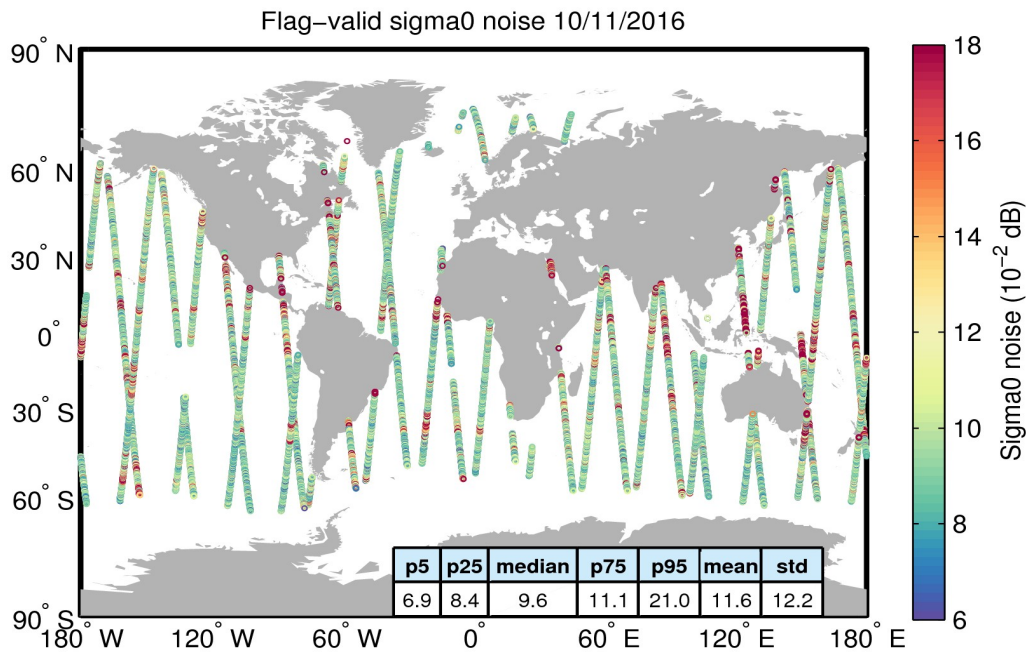 Flag−valid sigma0 noise 10/11/2016
90° N
60° N
30° N
0°
30° S
60° S
90° S
180° W
120° W
60° W
0°
60° E
120° E
180° E
p5 p25 median p75 p95 mean std
6.9 8.4 9.6 11.1 21.0 11.6 12.2
18
16
14
12
10
8
6
Sigma0 noise (10⁻² dB)